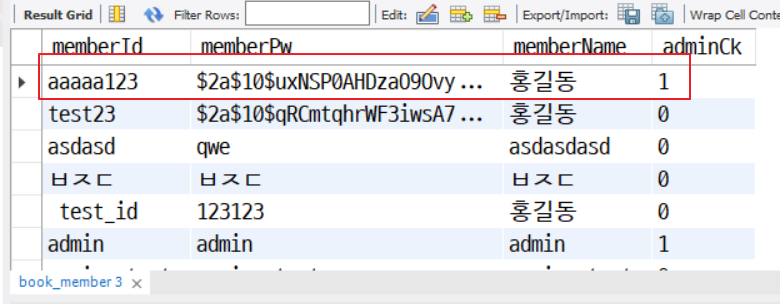 Result Grid Filter Rows: Edit: Export/Import: Wrap Cell Conte
memberId memberPw memberName adminCk
aaaaa123 $2a$10$uxNSP0AHDzaO9Ovy... 홍길동 1
test23 $2a$10$qRCmtqhrWF3iwsA7... 홍길동 0
asdasd qwe asdasdasd 0
ㅂㅈㄷ ㅂㅈㄷ ㅂㅈㄷ 0
test_id 123123 홍길동 0
admin admin admin 1
book_member 3